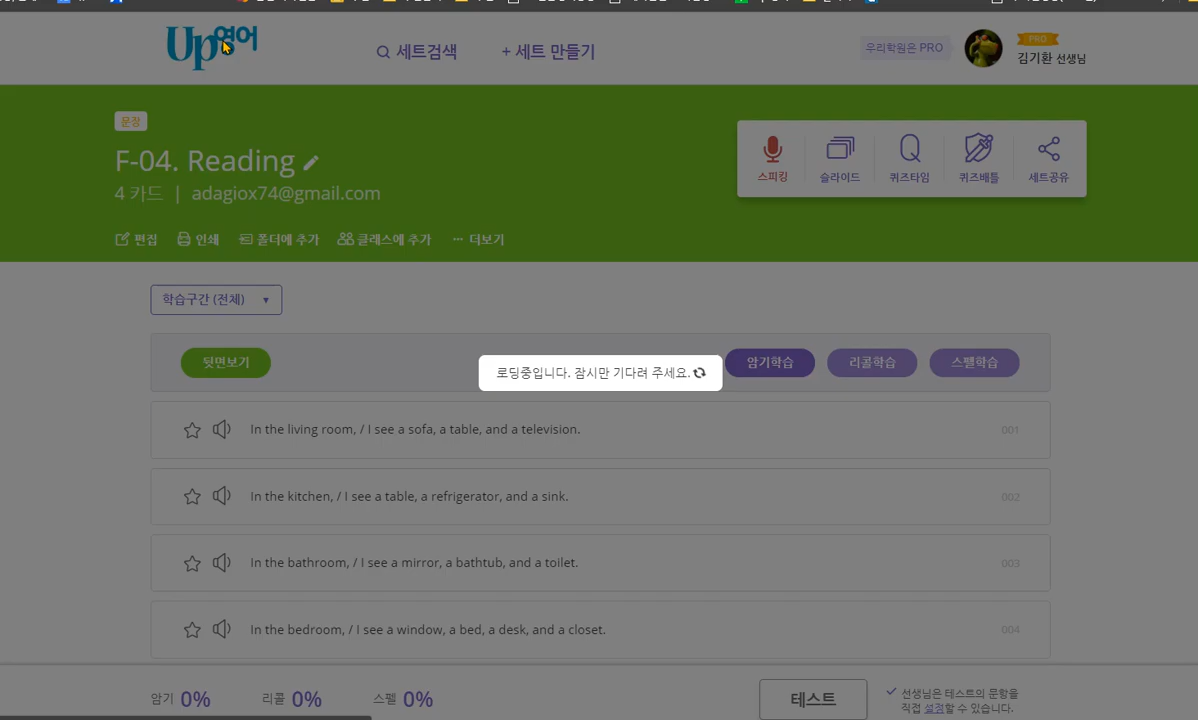 Up영어
세트검색
+ 세트 만들기
우리학원은 PRO
PRO
김기환 선생님
문장
F-04. Reading
4 카드 | adagiox74@gmail.com
스피킹
슬라이드
퀴즈타임
퀴즈배틀
세트공유
편집
인쇄
폴더에 추가
클래스에 추가
··· 더보기
학습구간 (전체) ▼
뒷면보기
로딩중입니다. 잠시만 기다려 주세요.
암기학습
리콜학습
스펠학습
In the living room, / I see a sofa, a table, and a television.
001
In the kitchen, / I see a table, a refrigerator, and a sink.
002
In the bathroom, / I see a mirror, a bathtub, and a toilet.
003
In the bedroom, / I see a window, a bed, a desk, and a closet.
004
암기 0%
리콜 0%
스펠 0%
테스트
선생님은 테스트의 문항을
직접 설정할 수 있습니다.